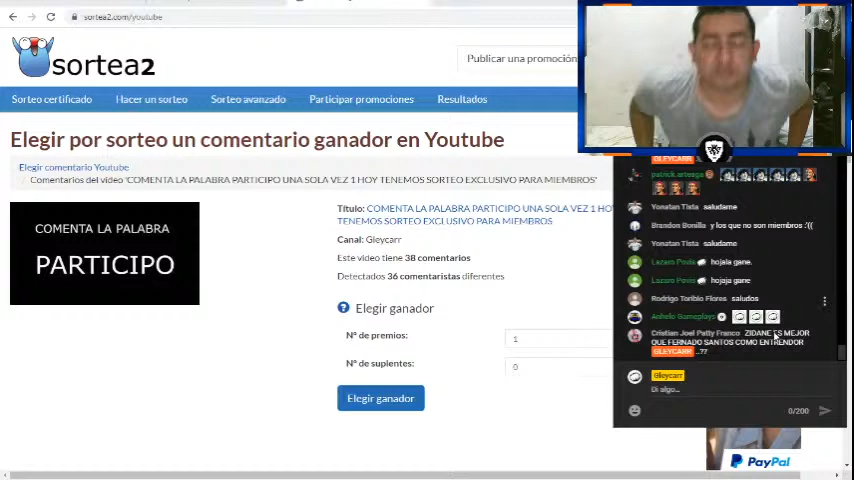 sortea2.com/youtube
sortea2
Publicar una promoción
Sorteo certificado
Hacer un sorteo
Sorteo avanzado
Participar promociones
Resultados
Elegir por sorteo un comentario ganador en Youtube
Elegir comentario Youtube
Comentarios del vídeo "COMENTA LA PALABRA PARTICIPO UNA SOLA VEZ 1 HOY TENEMOS SORTEO EXCLUSIVO PARA MIEMBROS"
COMENTA LA PALABRA
PARTICIPO
Título: COMENTA LA PALABRA PARTICIPO UNA SOLA VEZ 1 HOY
TENEMOS SORTEO EXCLUSIVO PARA MIEMBROS
Canal: Gleycarr
Este video tiene 38 comentarios
Detectados 36 comentaristas diferentes
Elegir ganador
Nº de premios:
1
Nº de suplentes:
0
Elegir ganador
GLEYCARR
patrick arteaga
Yonatan Tista saludame
Brandon Bonilla y los que no son miembros :'((
Yonatan Tista saludame
Lazaro Povis hojala gane.
Lazaro Povis hojaja gane
Rodrigo Toribio Flores saludos
Anhelo Gameplays
Cristian Joel Patty Franco ZIDANE ES MEJOR
QUE FERNADO SANTOS COMO ENTRENDOR
GLEYCARR ..??
Gleycarr
Di algo...
0/200
PayPal